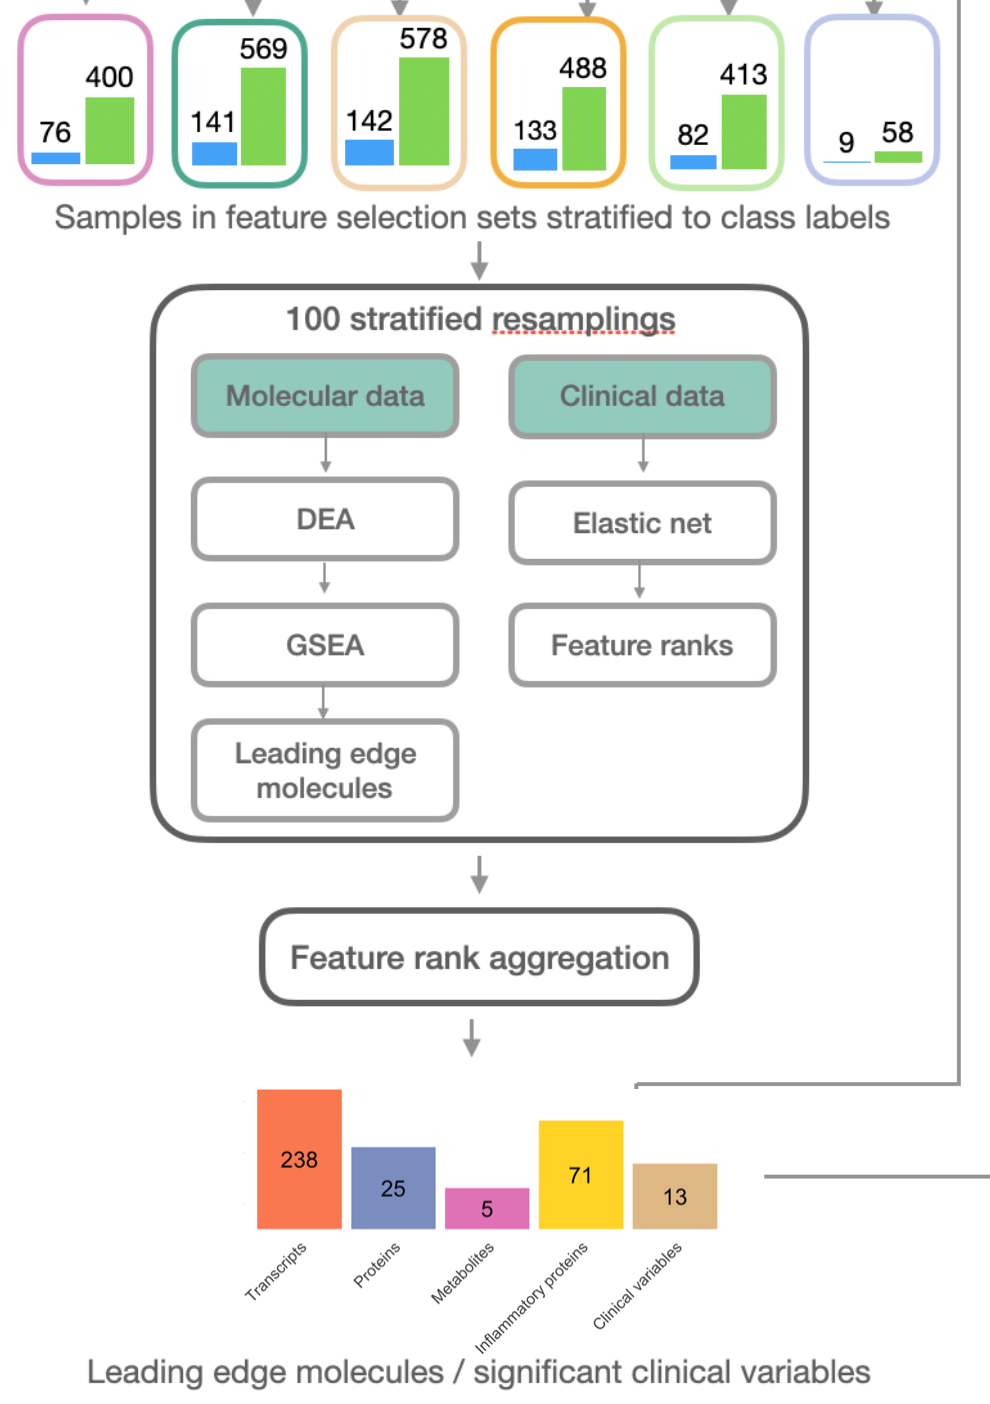 76 400 141 569 142 578 133 488 82 413 9 58
Samples in feature selection sets stratified to class labels
100 stratified resamplings
Molecular data Clinical data
DEA Elastic net
GSEA Feature ranks
Leading edge
molecules
Feature rank aggregation
238 25 5 71 13
Transcripts
Proteins
Metabolites
Inflammatory proteins
Clinical variables
Leading edge molecules / significant clinical variables